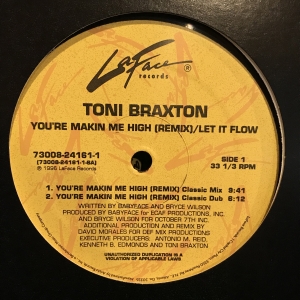 LaFace
records
®
TONI BRAXTON
YOU'RE MAKIN ME HIGH (REMIX)/LET IT FLOW
73008-24161-1
(73008-24161-1-SA)
℗ 1996 LaFace Records
SIDE 1
33 1/3 RPM
1. YOU'RE MAKIN ME HIGH (REMIX) Classic Mix 8:41
2. YOU'RE MAKIN ME HIGH (REMIX) Classic Dub 6:12
WRITTEN BY BABYFACE AND BRYCE WILSON
PRODUCED BY BABYFACE for ECAF PRODUCTIONS, INC.
AND BRYCE WILSON FOR OCTOBER 7TH INC.
ADDITIONAL PRODUCTION AND REMIX BY
DAVID MORALES FOR DEF MIX PRODUCTIONS
EXECUTIVE PRODUCERS: ANTONIO M. REID,
KENNETH B. EDMONDS AND TONI BRAXTON
UNAUTHORIZED DUPLICATION IS A
VIOLATION OF APPLICABLE LAWS